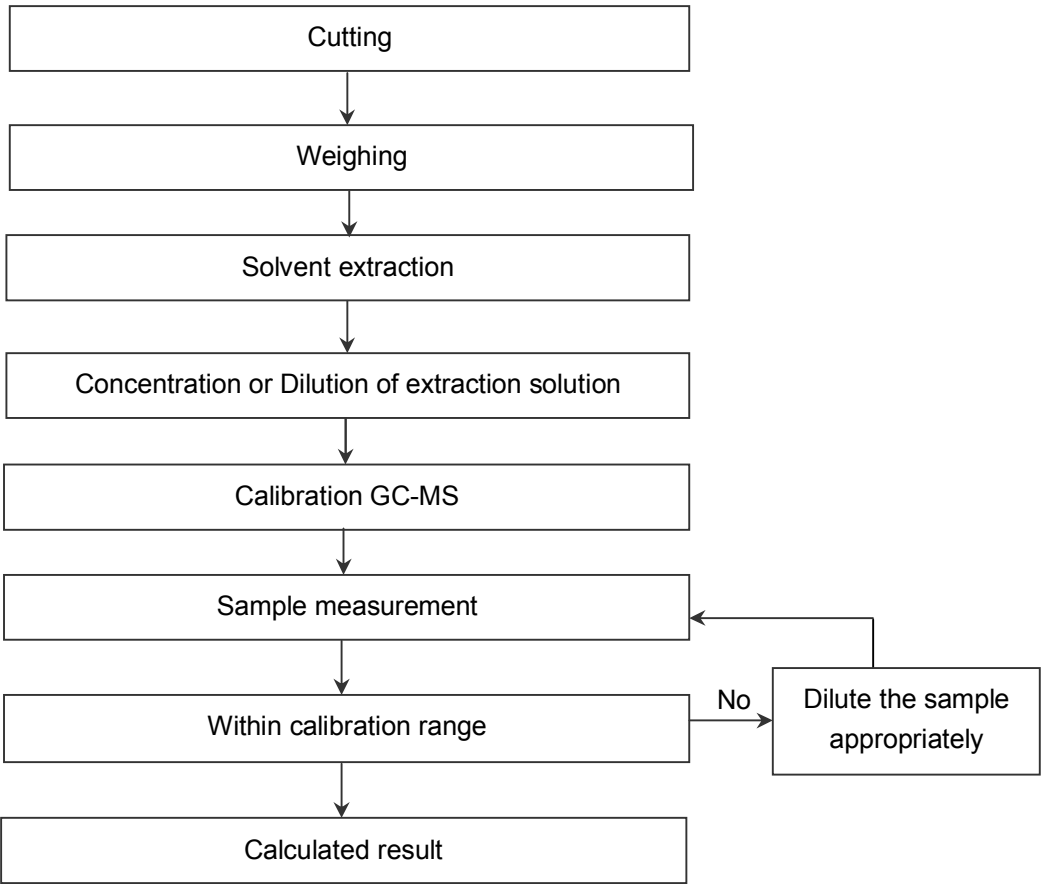 Cutting
Weighing
Solvent extraction
Concentration or Dilution of extraction solution
Calibration GC-MS
Sample measurement
Within calibration range
No
Dilute the sample
appropriately
Calculated result